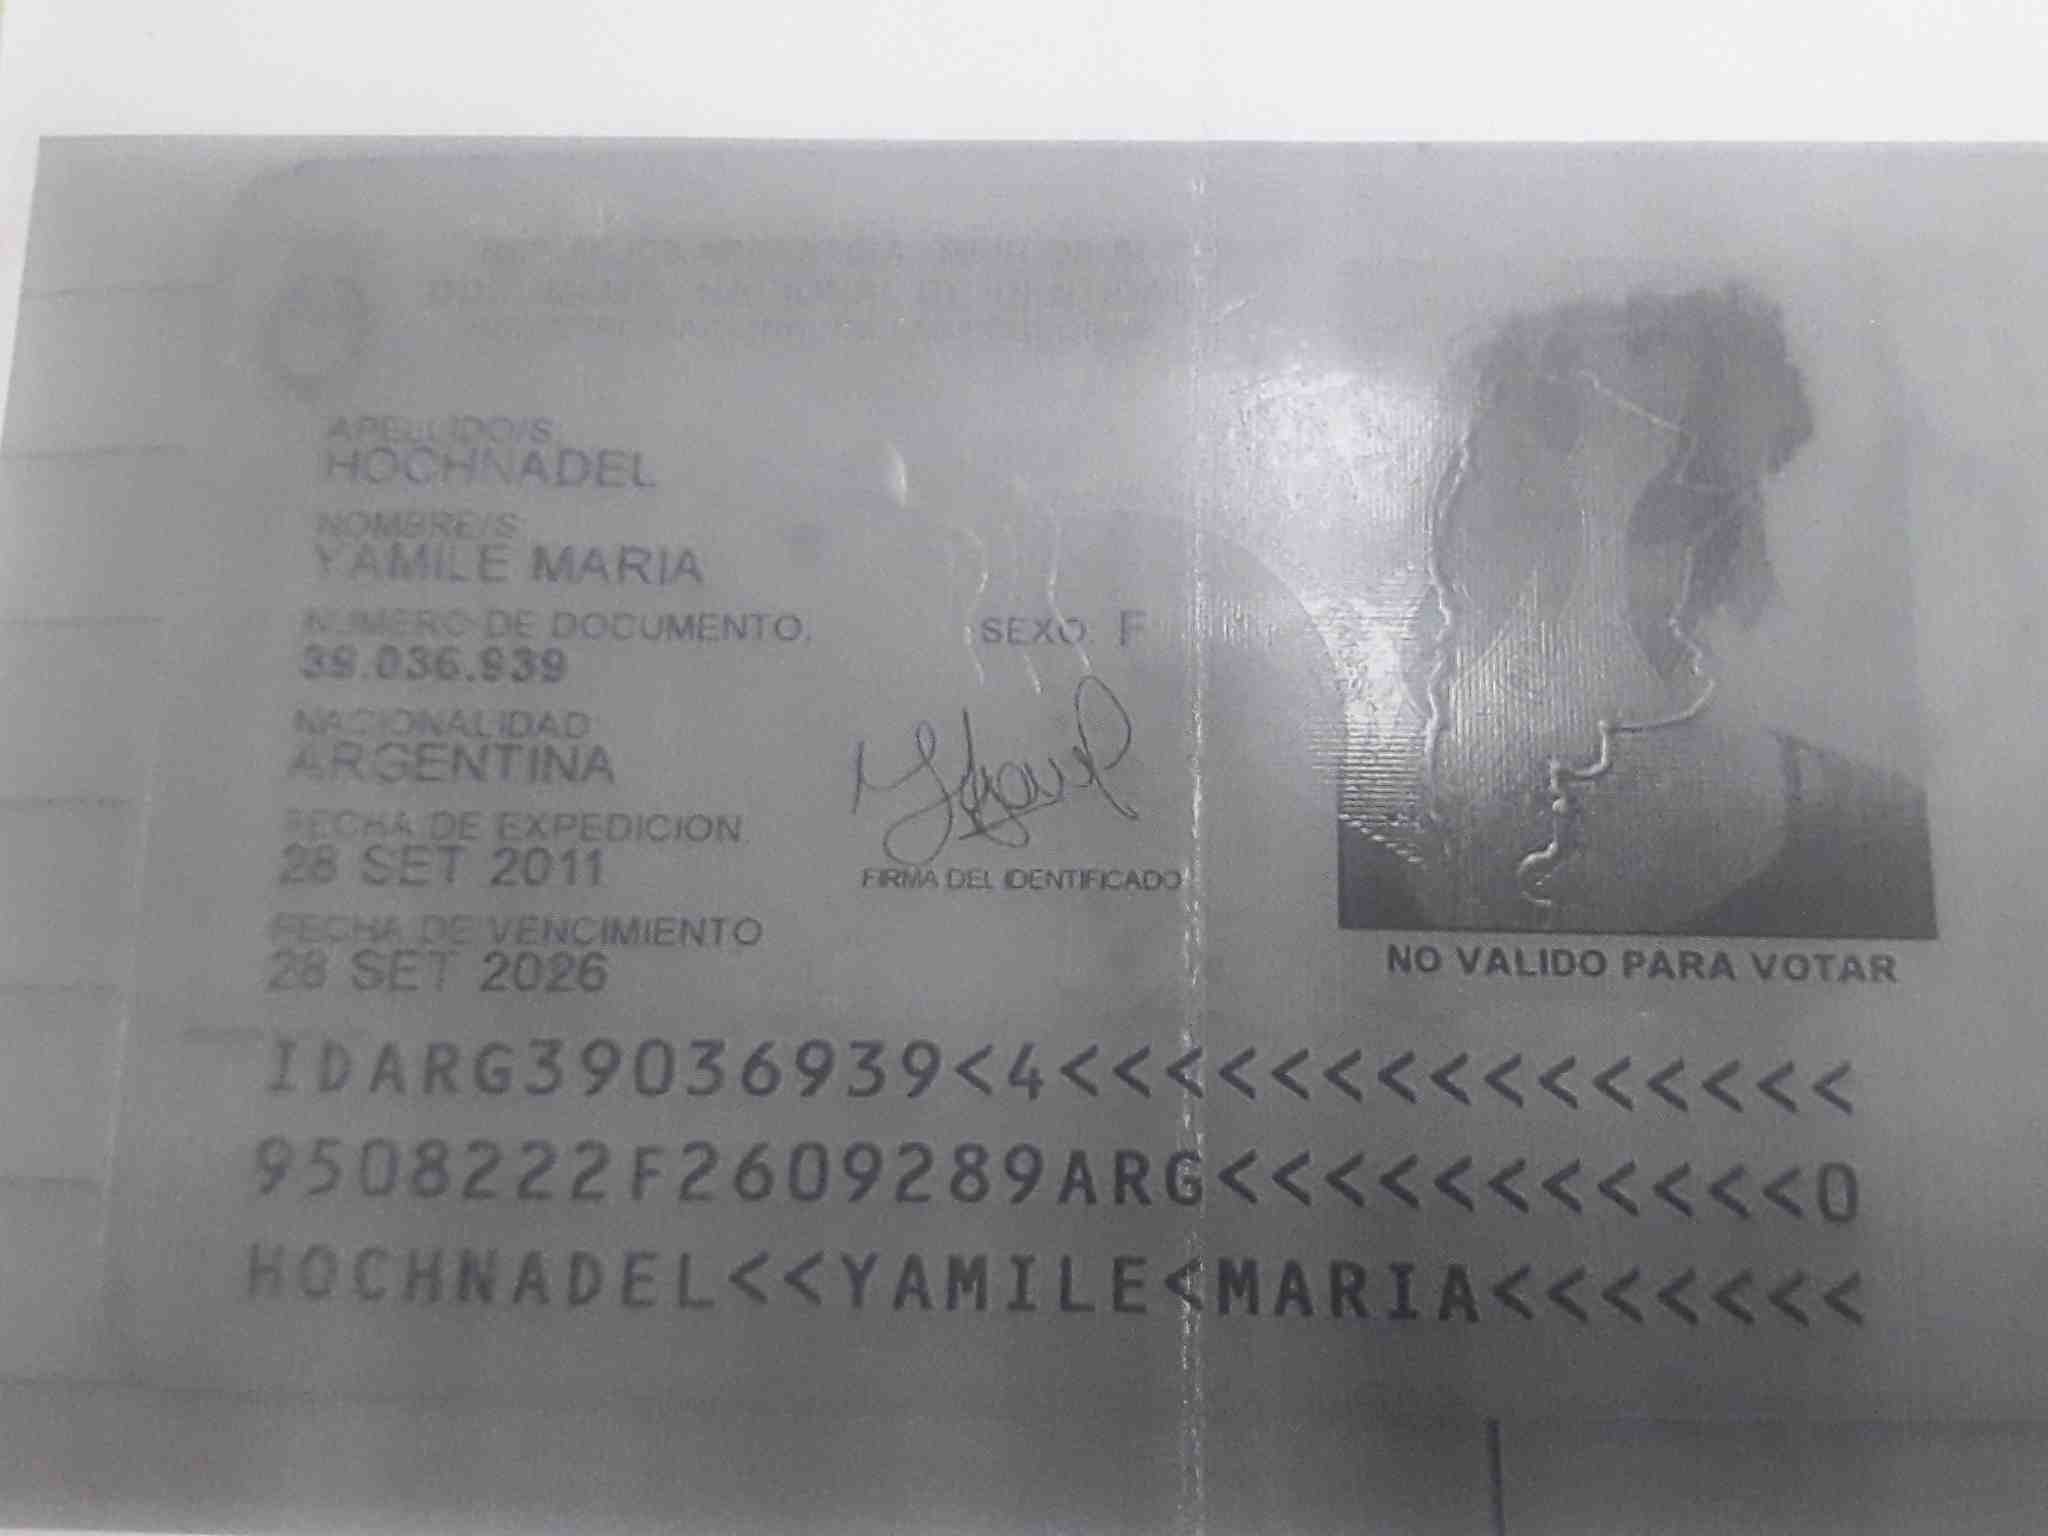 APELLIDO/S
HOCHNADEL
NOMBRE/S
YAMILE MARIA
NUMERO DE DOCUMENTO. SEXO: F
39.036.939
NACIONALIDAD
ARGENTINA
FECHA DE EXPEDICION
28 SET 2011
FIRMA DEL IDENTIFICADO
FECHA DE VENCIMIENTO
28 SET 2026
NO VALIDO PARA VOTAR
IDARG39036939<4<<<<<<<<<<<<<<<
9508222F2609289ARG<<<<<<<<<<<0
HOCHNADEL<<YAMILE<MARIA<<<<<<<